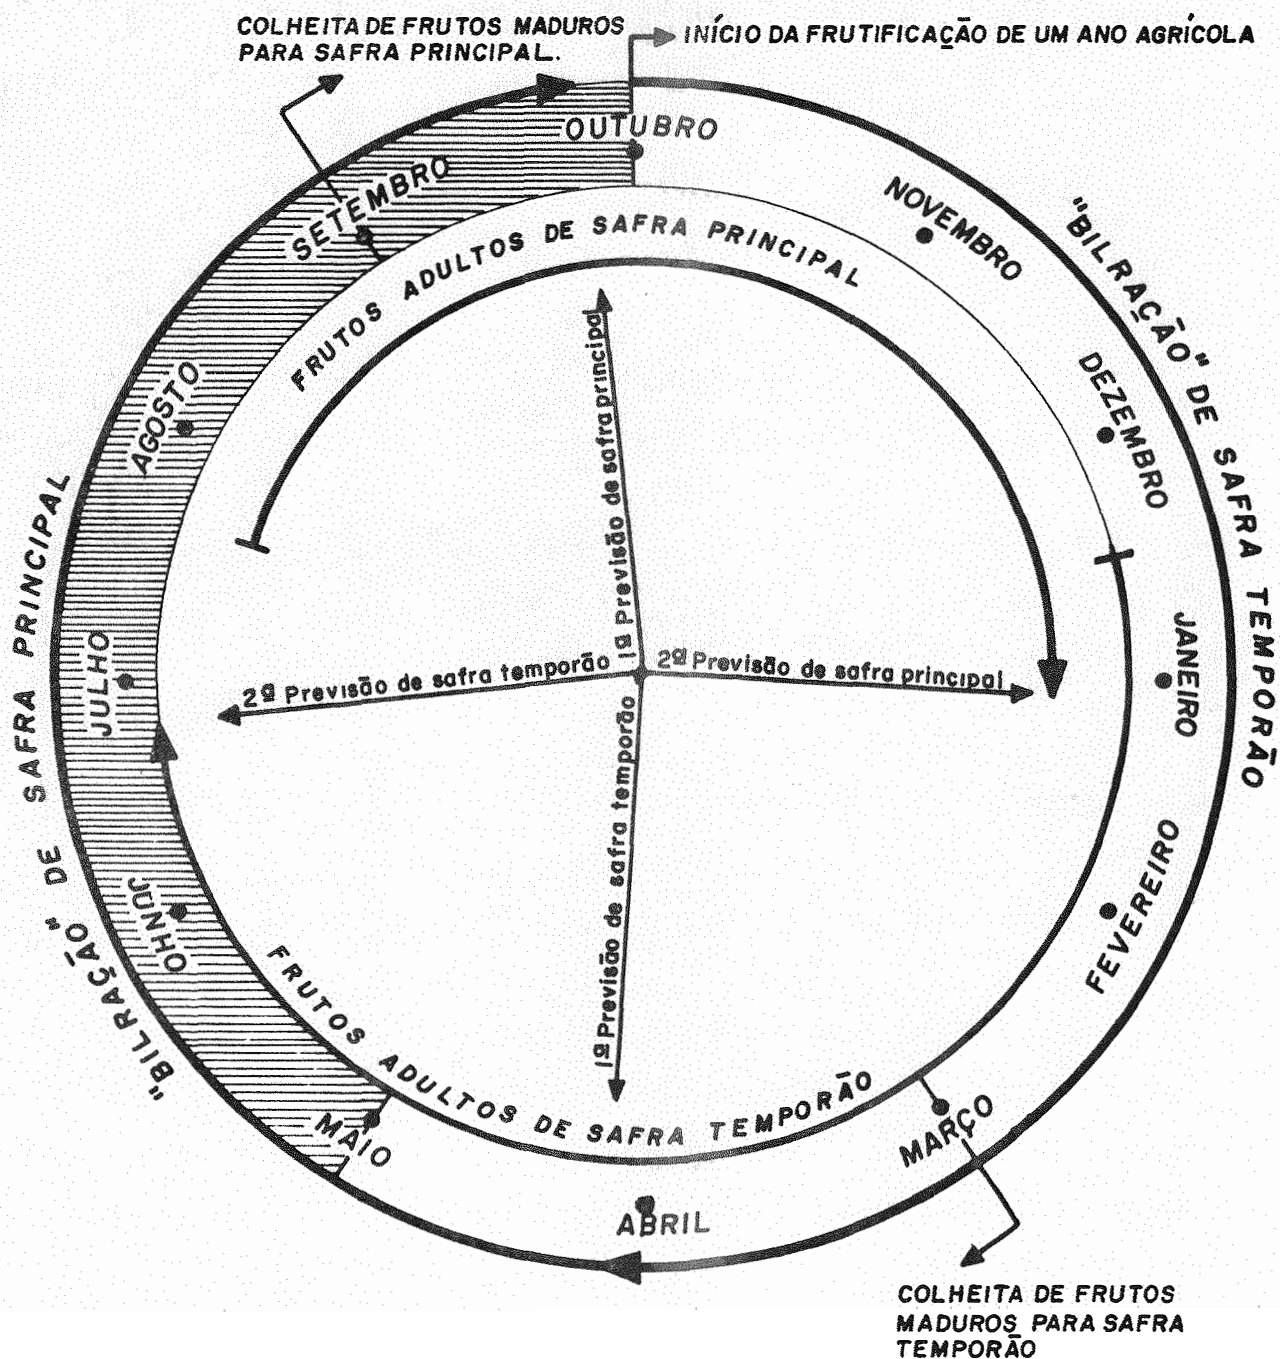 COLHEITA DE FRUTOS MADUROS
PARA SAFRA PRINCIPAL.
INÍCIO DA FRUTIFICAÇÃO DE UM ANO AGRÍCOLA
OUTUBRO
NOVEMBRO
DEZEMBRO
JANEIRO
FEVEREIRO
MARÇO
ABRIL
MAIO
JUNHO
JULHO
AGOSTO
SETEMBRO
"BILRAÇÃO" DE SAFRA TEMPORÃO
"BILRAÇÃO" DE SAFRA PRINCIPAL
FRUTOS ADULTOS DE SAFRA PRINCIPAL
FRUTOS ADULTOS DE SAFRA TEMPORÃO
1ª Previsão de safra principal
2ª Previsão de safra principal
1ª Previsão de safra temporão
2ª Previsão de safra temporão
COLHEITA DE FRUTOS
MADUROS PARA SAFRA
TEMPORÃO